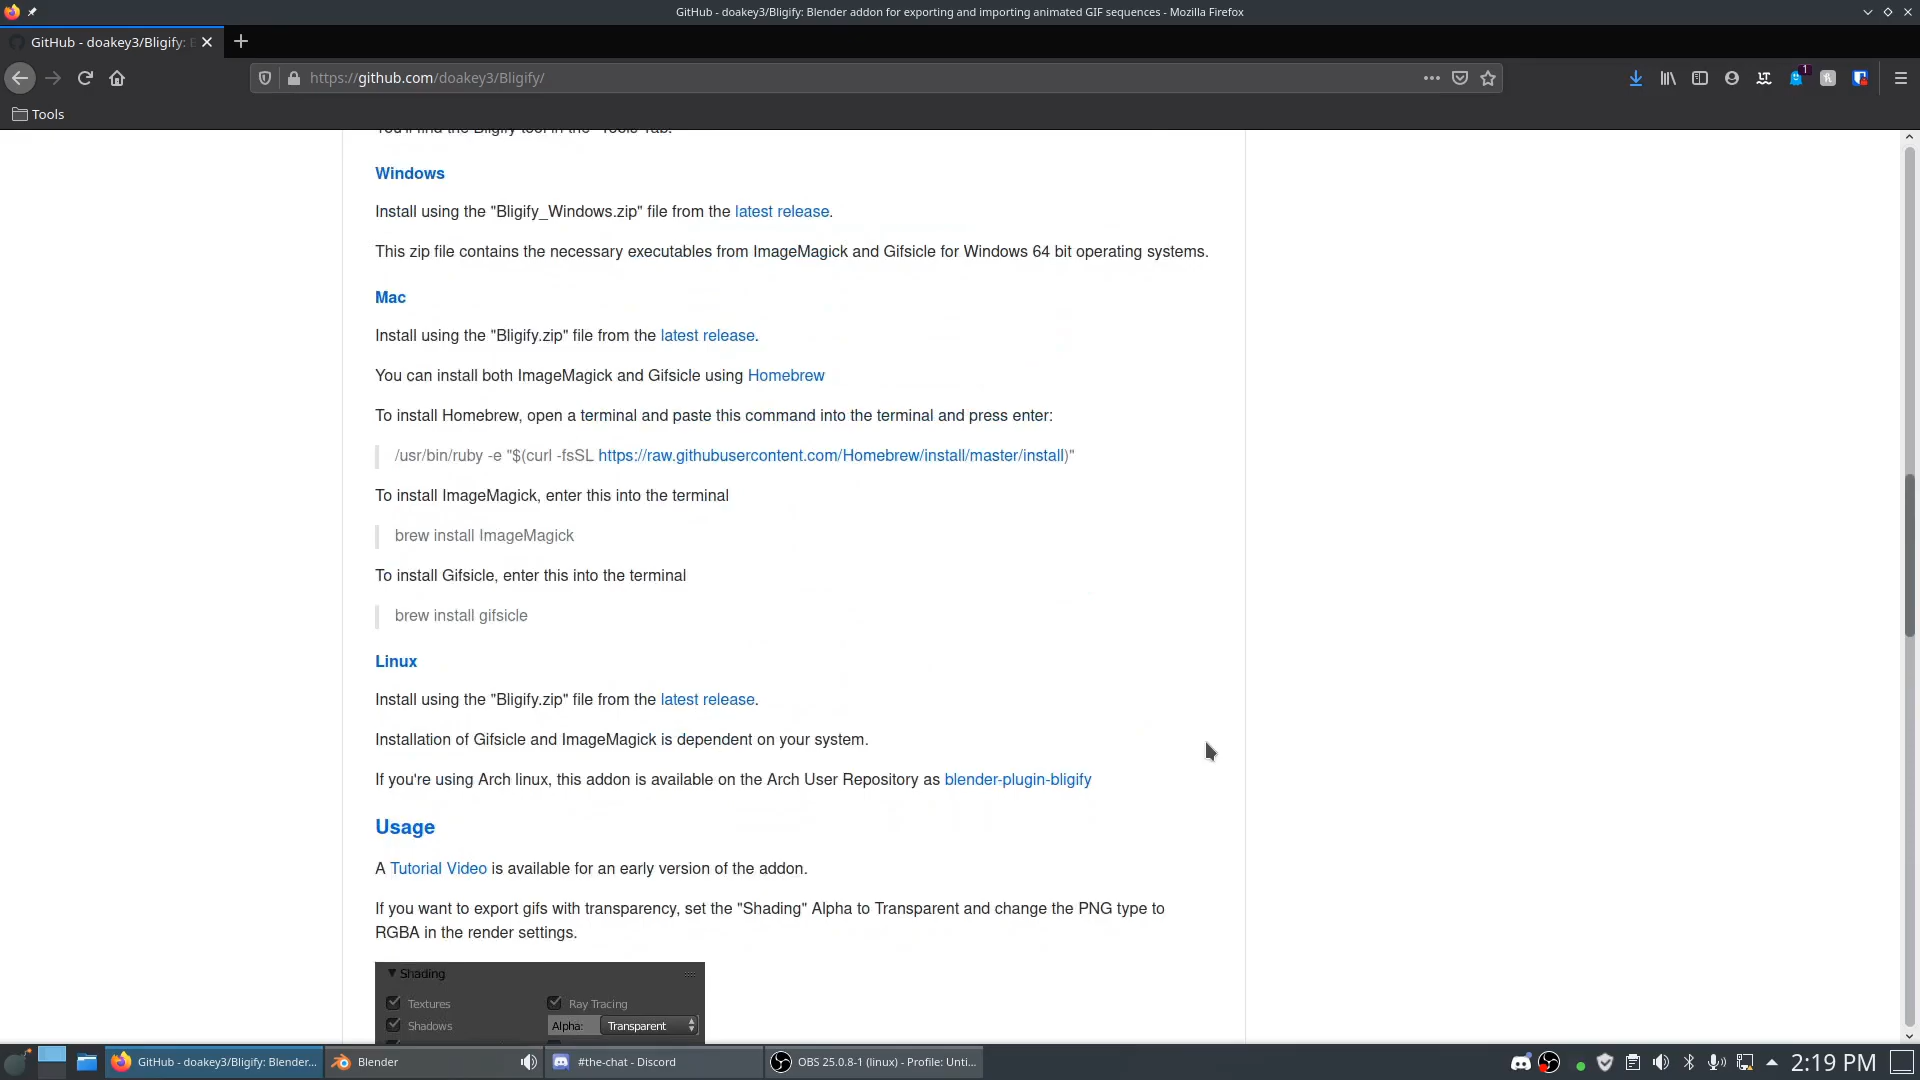 GitHub - doakey3/Bligify: Blender addon for exporting and importing animated GIF sequences - Mozilla Firefox
GitHub - doakey3/Bligify: B
https://github.com/doakey3/Bligify/
1
Tools
You'll find the Bligify tool in the "Tools Tab."
Windows
Install using the "Bligify_Windows.zip" file from the latest release.
This zip file contains the necessary executables from ImageMagick and Gifsicle for Windows 64 bit operating systems.
Mac
Install using the "Bligify.zip" file from the latest release.
You can install both ImageMagick and Gifsicle using Homebrew
To install Homebrew, open a terminal and paste this command into the terminal and press enter:
/usr/bin/ruby -e "$(curl -fsSL https://raw.githubusercontent.com/Homebrew/install/master/install)"
To install ImageMagick, enter this into the terminal
brew install ImageMagick
To install Gifsicle, enter this into the terminal
brew install gifsicle
Linux
Install using the "Bligify.zip" file from the latest release.
Installation of Gifsicle and ImageMagick is dependent on your system.
If you're using Arch linux, this addon is available on the Arch User Repository as blender-plugin-bligify
Usage
A Tutorial Video is available for an early version of the addon.
If you want to export gifs with transparency, set the "Shading" Alpha to Transparent and change the PNG type to
RGBA in the render settings.
Shading
Textures Ray Tracing
Shadows Alpha: Transparent
GitHub - doakey3/Bligify: Blender... Blender #the-chat - Discord OBS 25.0.8-1 (linux) - Profile: Unti... 2:19 PM